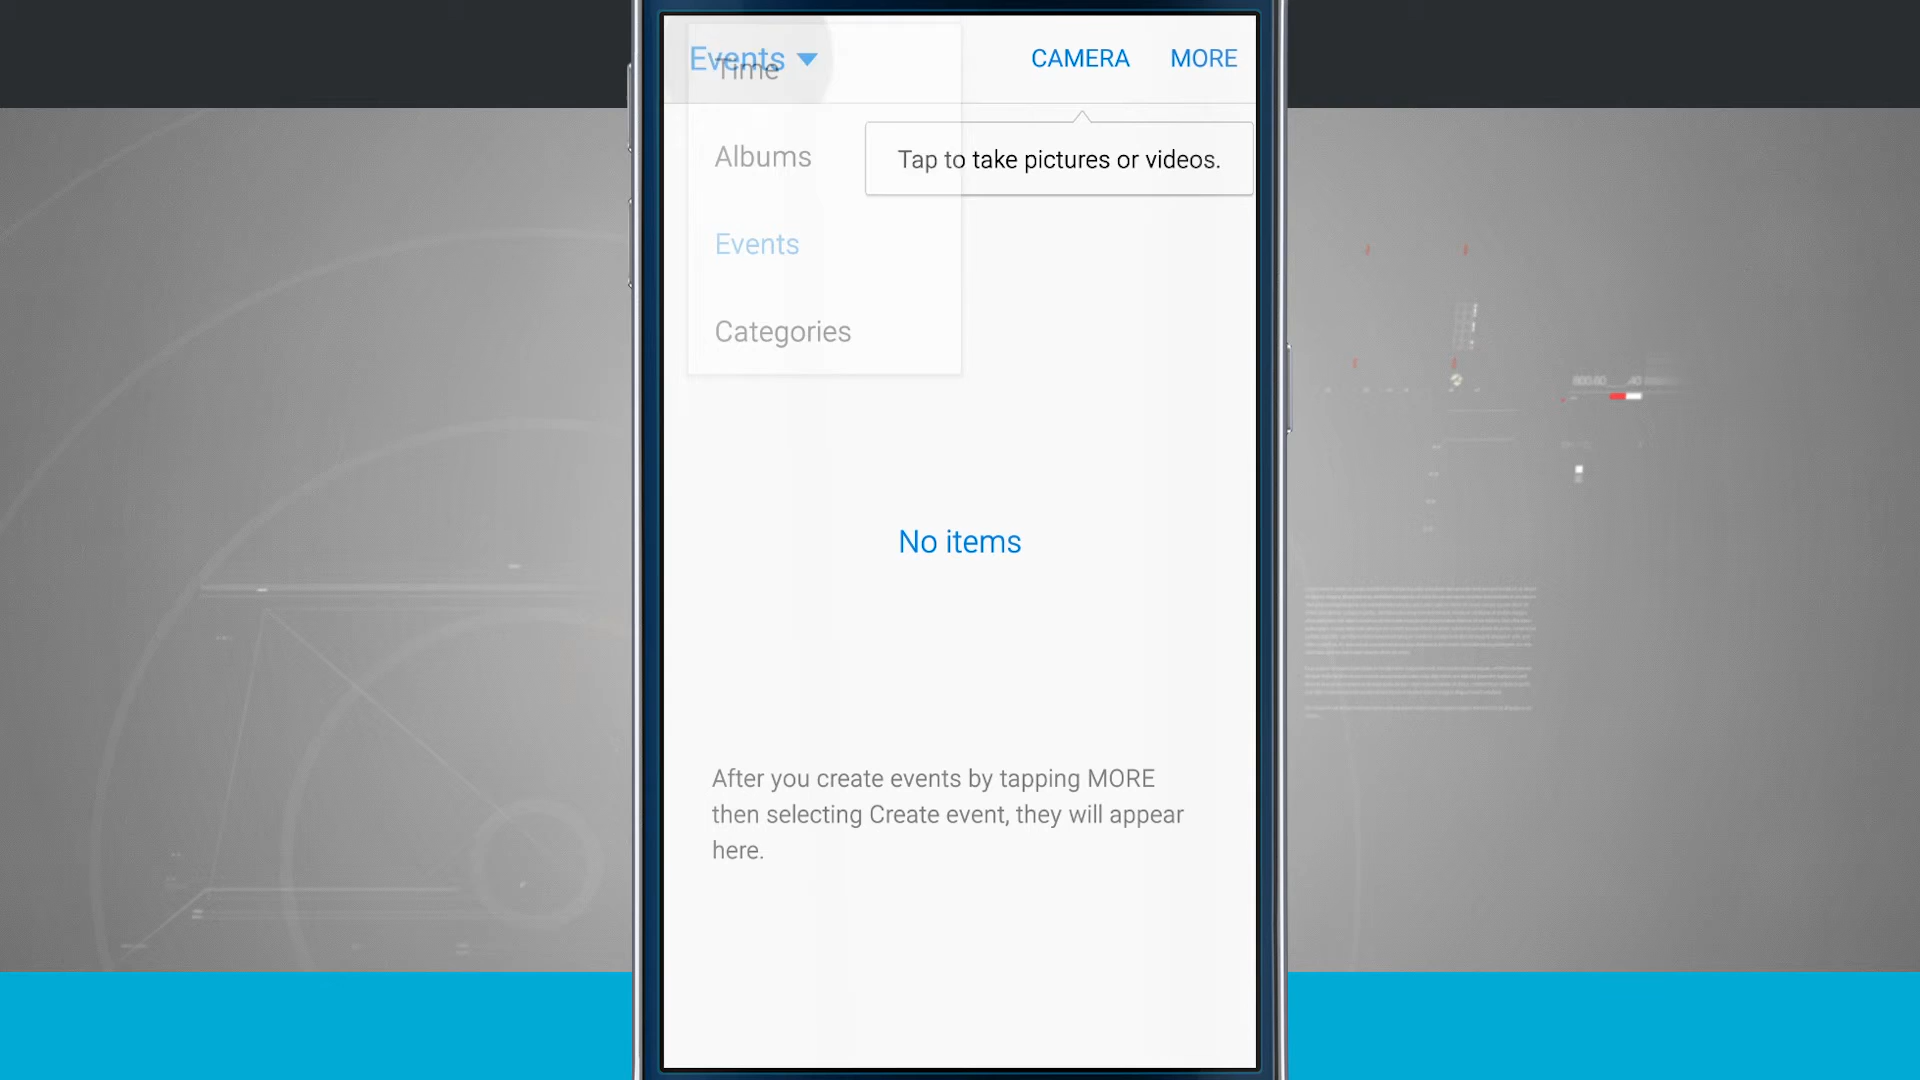 Events
Time
CAMERA
MORE
Albums
Tap to take pictures or videos.
Events
Categories
No items
After you create events by tapping MORE
then selecting Create event, they will appear
here.